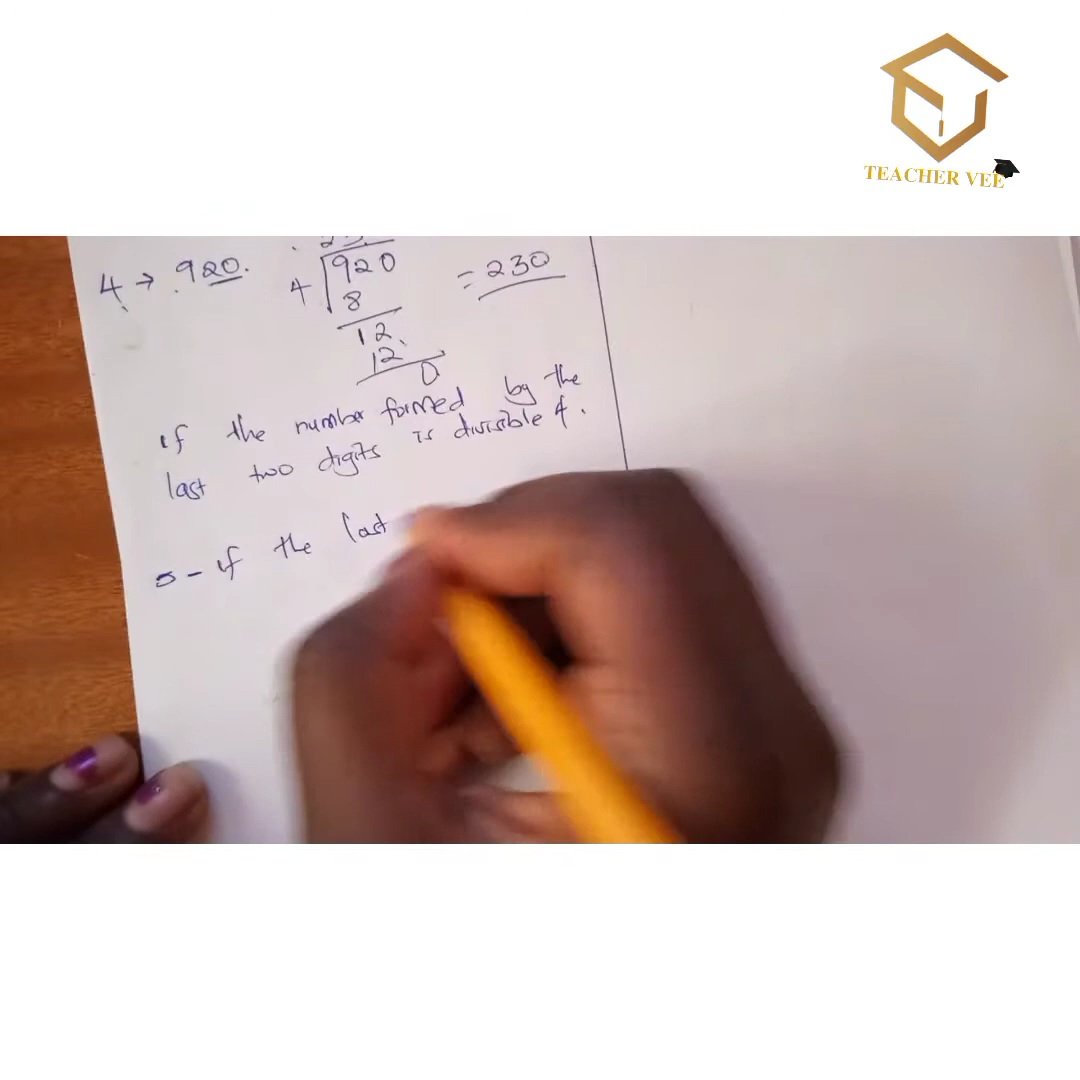 TEACHER VEE
4 → 920.
4 920
= 230
8
12
12
0
if the number formed by the
last two digits is divisible 4.
5 - if the last